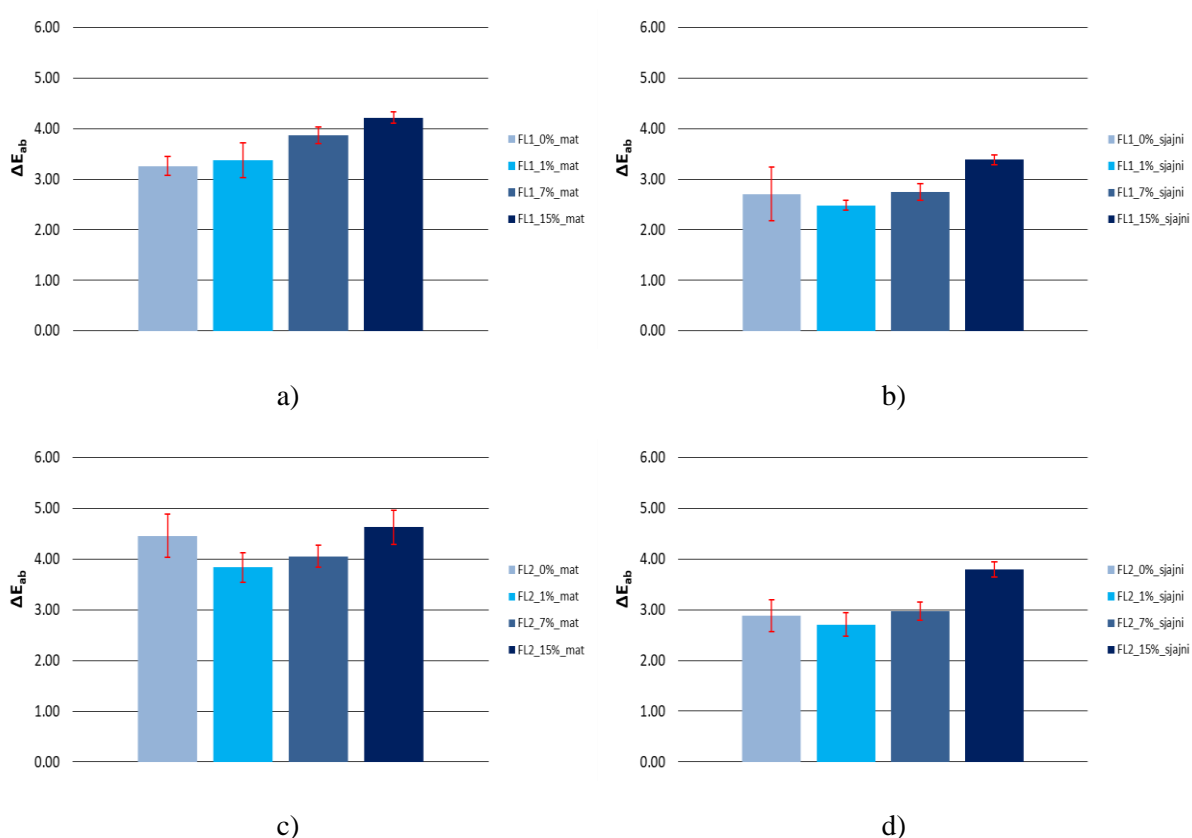 6.00
5.00
4.00
3.00
2.00
1.00
0.00
ΔEab
FL1_0%_mat
FL1_1%_mat
FL1_7%_mat
FL1_15%_mat
a)
6.00
5.00
4.00
3.00
2.00
1.00
0.00
ΔEab
FL1_0%_sjajni
FL1_1%_sjajni
FL1_7%_sjajni
FL1_15%_sjajni
b)
6.00
5.00
4.00
3.00
2.00
1.00
0.00
ΔEab
FL2_0%_mat
FL2_1%_mat
FL2_7%_mat
FL2_15%_mat
c)
6.00
5.00
4.00
3.00
2.00
1.00
0.00
ΔEab
FL2_0%_sjajni
FL2_1%_sjajni
FL2_7%_sjajni
FL2_15%_sjajni
d)